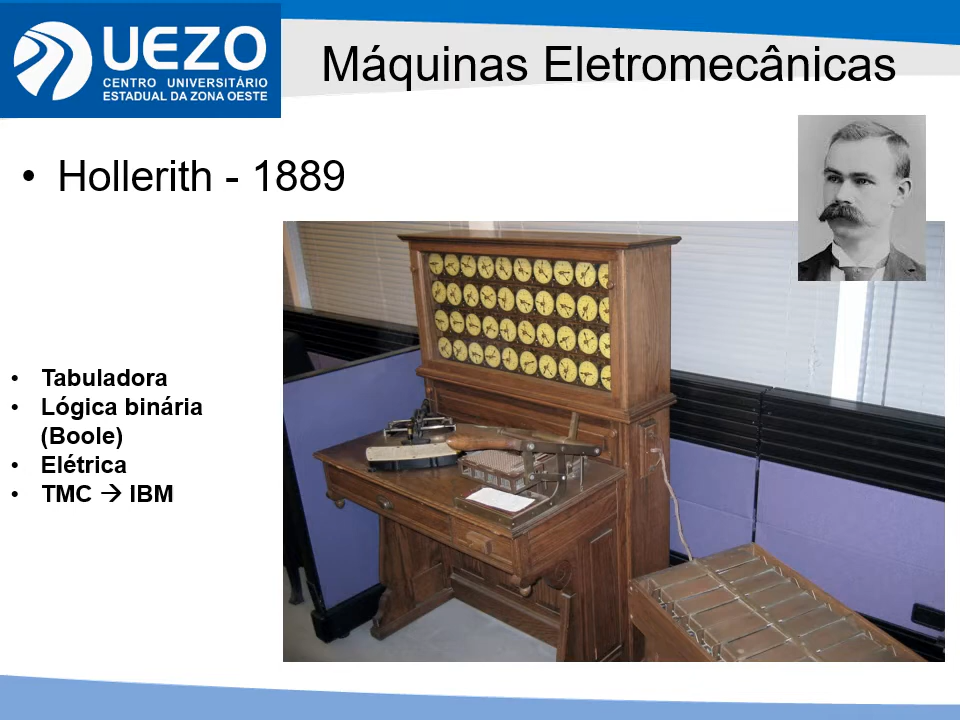 UEZO
CENTRO UNIVERSITÁRIO
ESTADUAL DA ZONA OESTE
Máquinas Eletromecânicas
• Hollerith - 1889
• Tabuladora
• Lógica binária
(Boole)
• Elétrica
• TMC → IBM